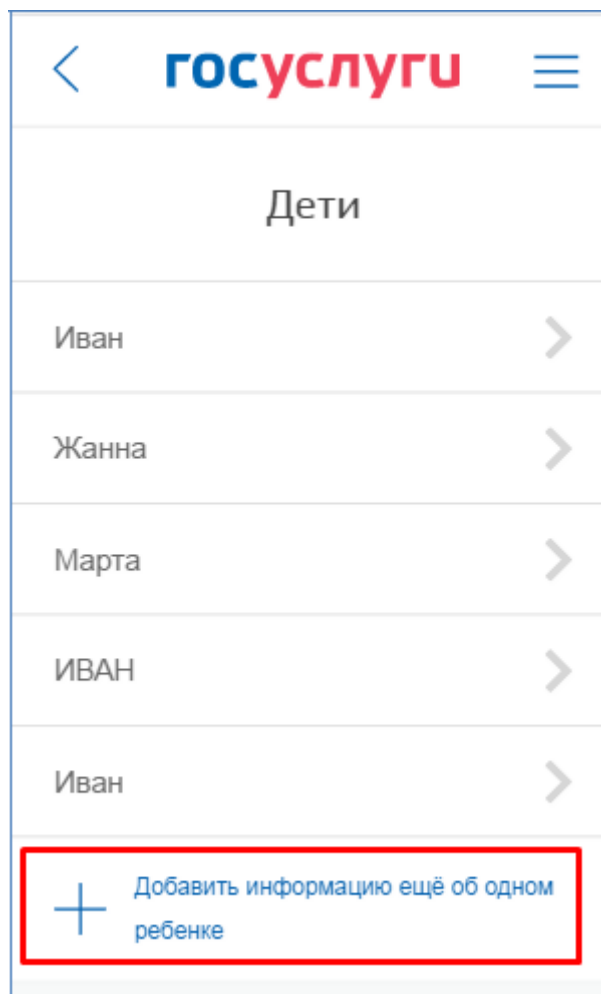 госуслуги
Дети
Иван
Жанна
Марта
ИВАН
Иван
Добавить информацию ещё об одном
ребенке